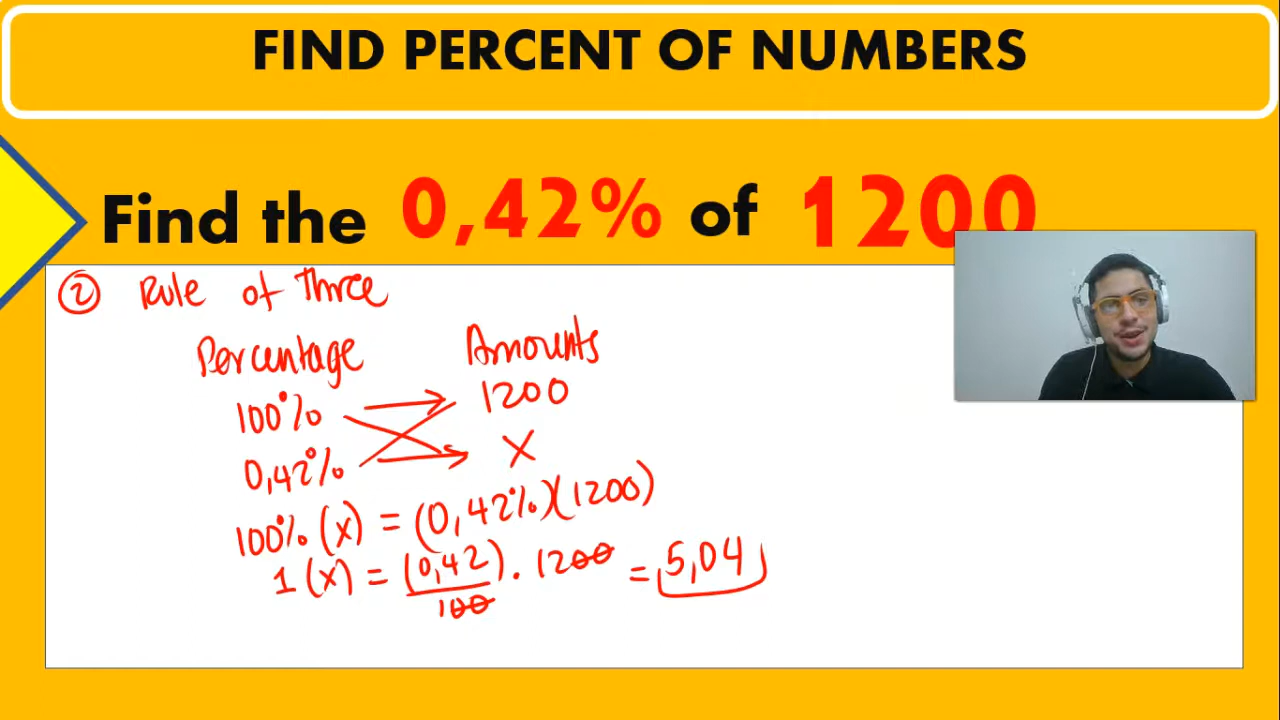 FIND PERCENT OF NUMBERS
Find the 0,42% of 1200
② Rule of Three
Percentage Amounts
100% 1200
0,42% X
100% (x) = (0,42%)(1200)
1 (x) = (0,42)/100 . 1200 = 5,04